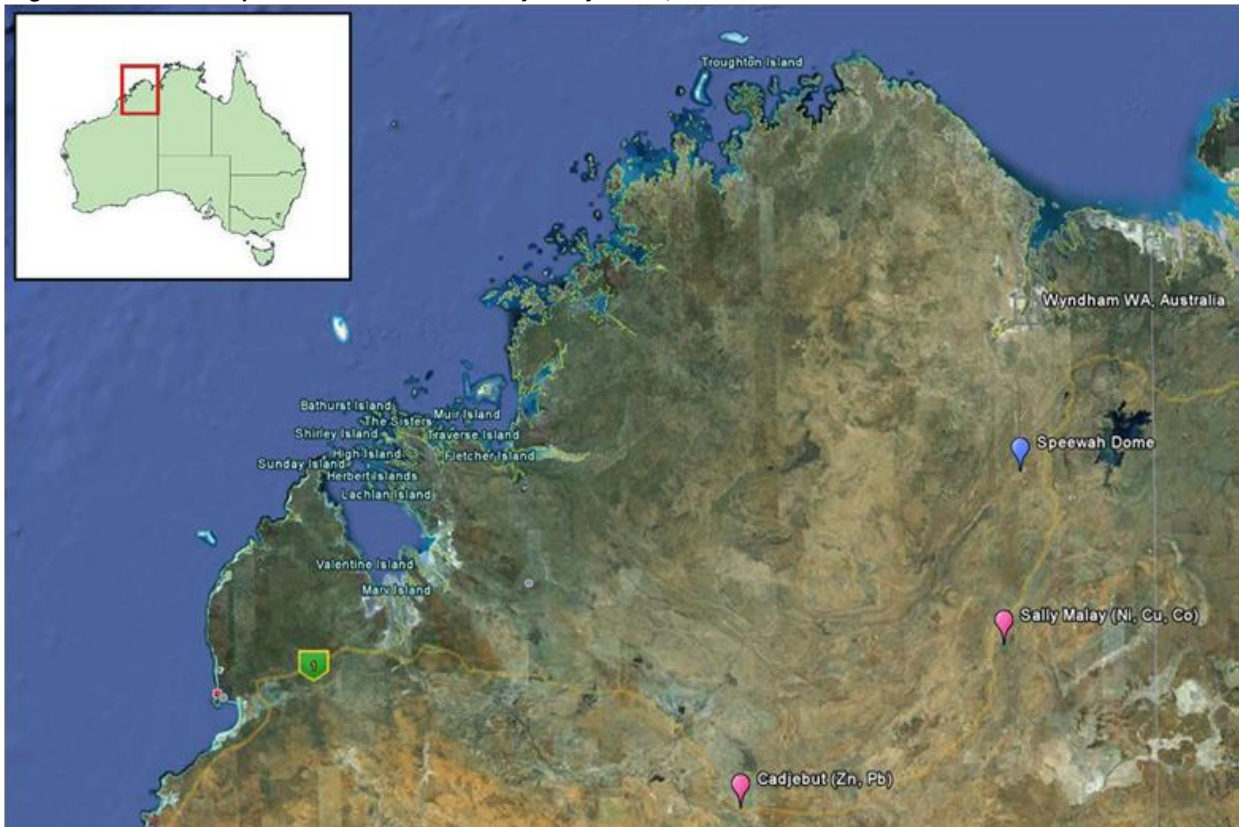 Troughton Island
Wyndham WA, Australia
Bathurst Island
The Sisters
Muir Island
Shirley Island
Traverse Island
High Island
Fletcher Island
Sunday Island
Herbert Islands
Lachlan Island
Speewah Dome
Valentine Island
Mary Island
Sally Malay (Ni, Cu, Co)
1
Cadjebut (Zn, Pb)